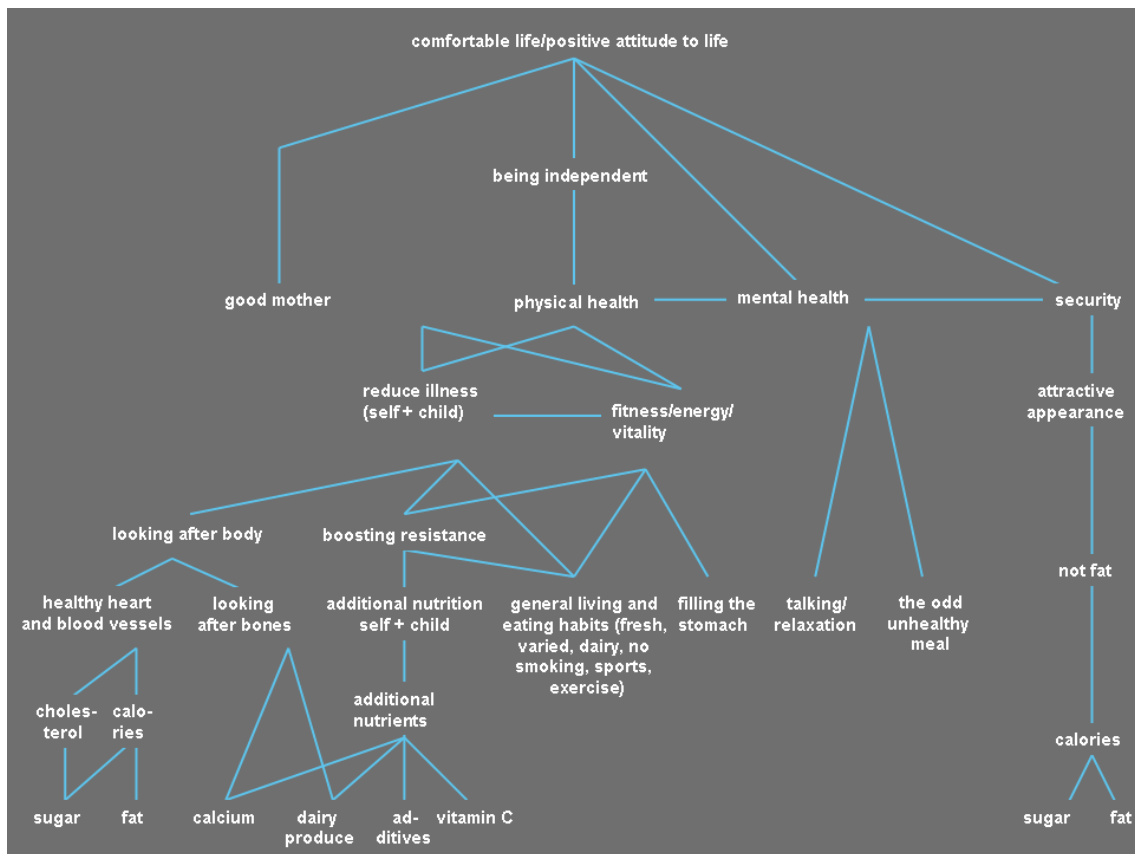 comfortable life/positive attitude to life
being independent
good mother
physical health
mental health
security
reduce illness
(self + child)
fitness/energy/
vitality
attractive
appearance
looking after body
boosting resistance
not fat
healthy heart
and blood vessels
looking
after bones
additional nutrition
self + child
general living and
eating habits (fresh,
varied, dairy, no
smoking, sports,
exercise)
filling the
stomach
talking/
relaxation
the odd
unhealthy
meal
choles-
terol
calo-
ries
additional
nutrients
calories
sugar
fat
calcium
dairy
produce
ad-
ditives
vitamin C
sugar
fat